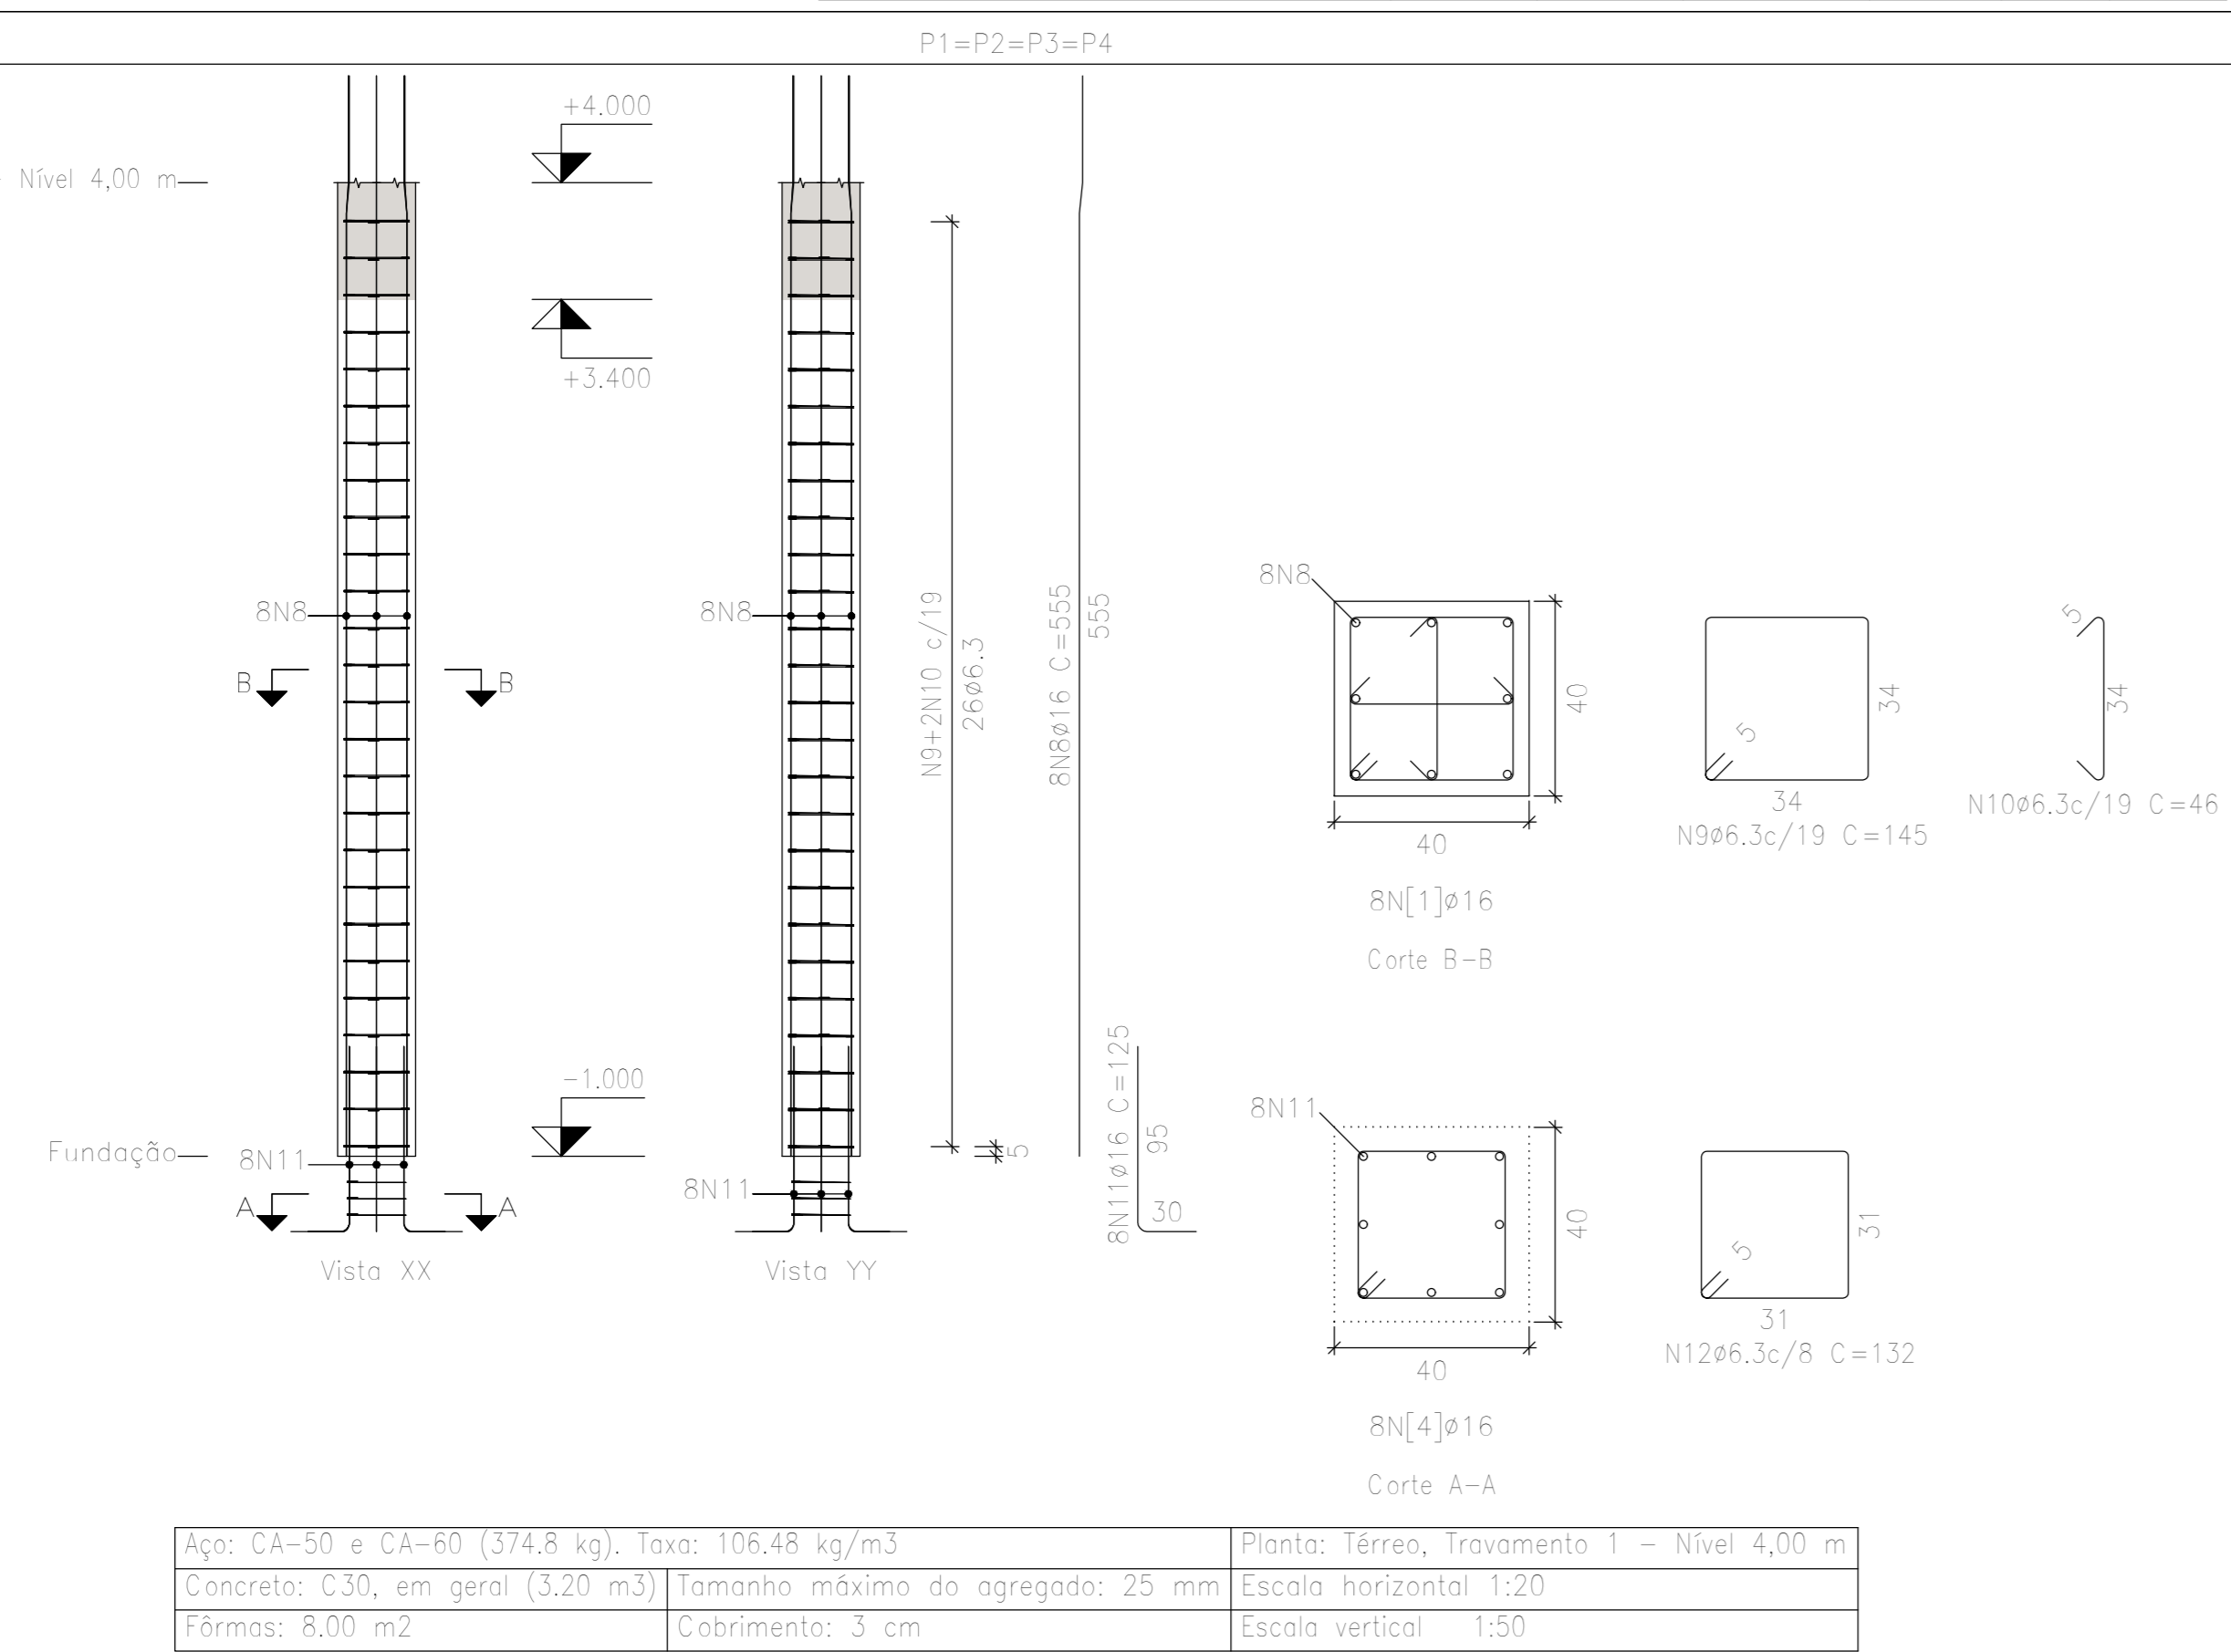 P1=P2=P3=P4
+4.000
Nível 4,00 m
+3.400
8N8
8N8
B
B
N9+2N10 c/19
26ø6.3
8N8ø16 C=555
555
-1.000
Fundação
8N11
8N11
A
A
5
8N11ø16 C=125
95
30
Vista XX
Vista YY
8N8
40
40
8N[1]ø16
Corte B-B
5
34
34
N9ø6.3c/19 C=145
5
34
N10ø6.3c/19 C=46
8N11
40
40
8N[4]ø16
Corte A-A
5
31
31
N12ø6.3c/8 C=132
Aço: CA-50 e CA-60 (374.8 kg). Taxa: 106.48 kg/m3
Planta: Térreo, Travamento 1 - Nível 4,00 m
Concreto: C30, em geral (3.20 m3)
Tamanho máximo do agregado: 25 mm
Escala horizontal 1:20
Fôrmas: 8.00 m2
Cobrimento: 3 cm
Escala vertical 1:50